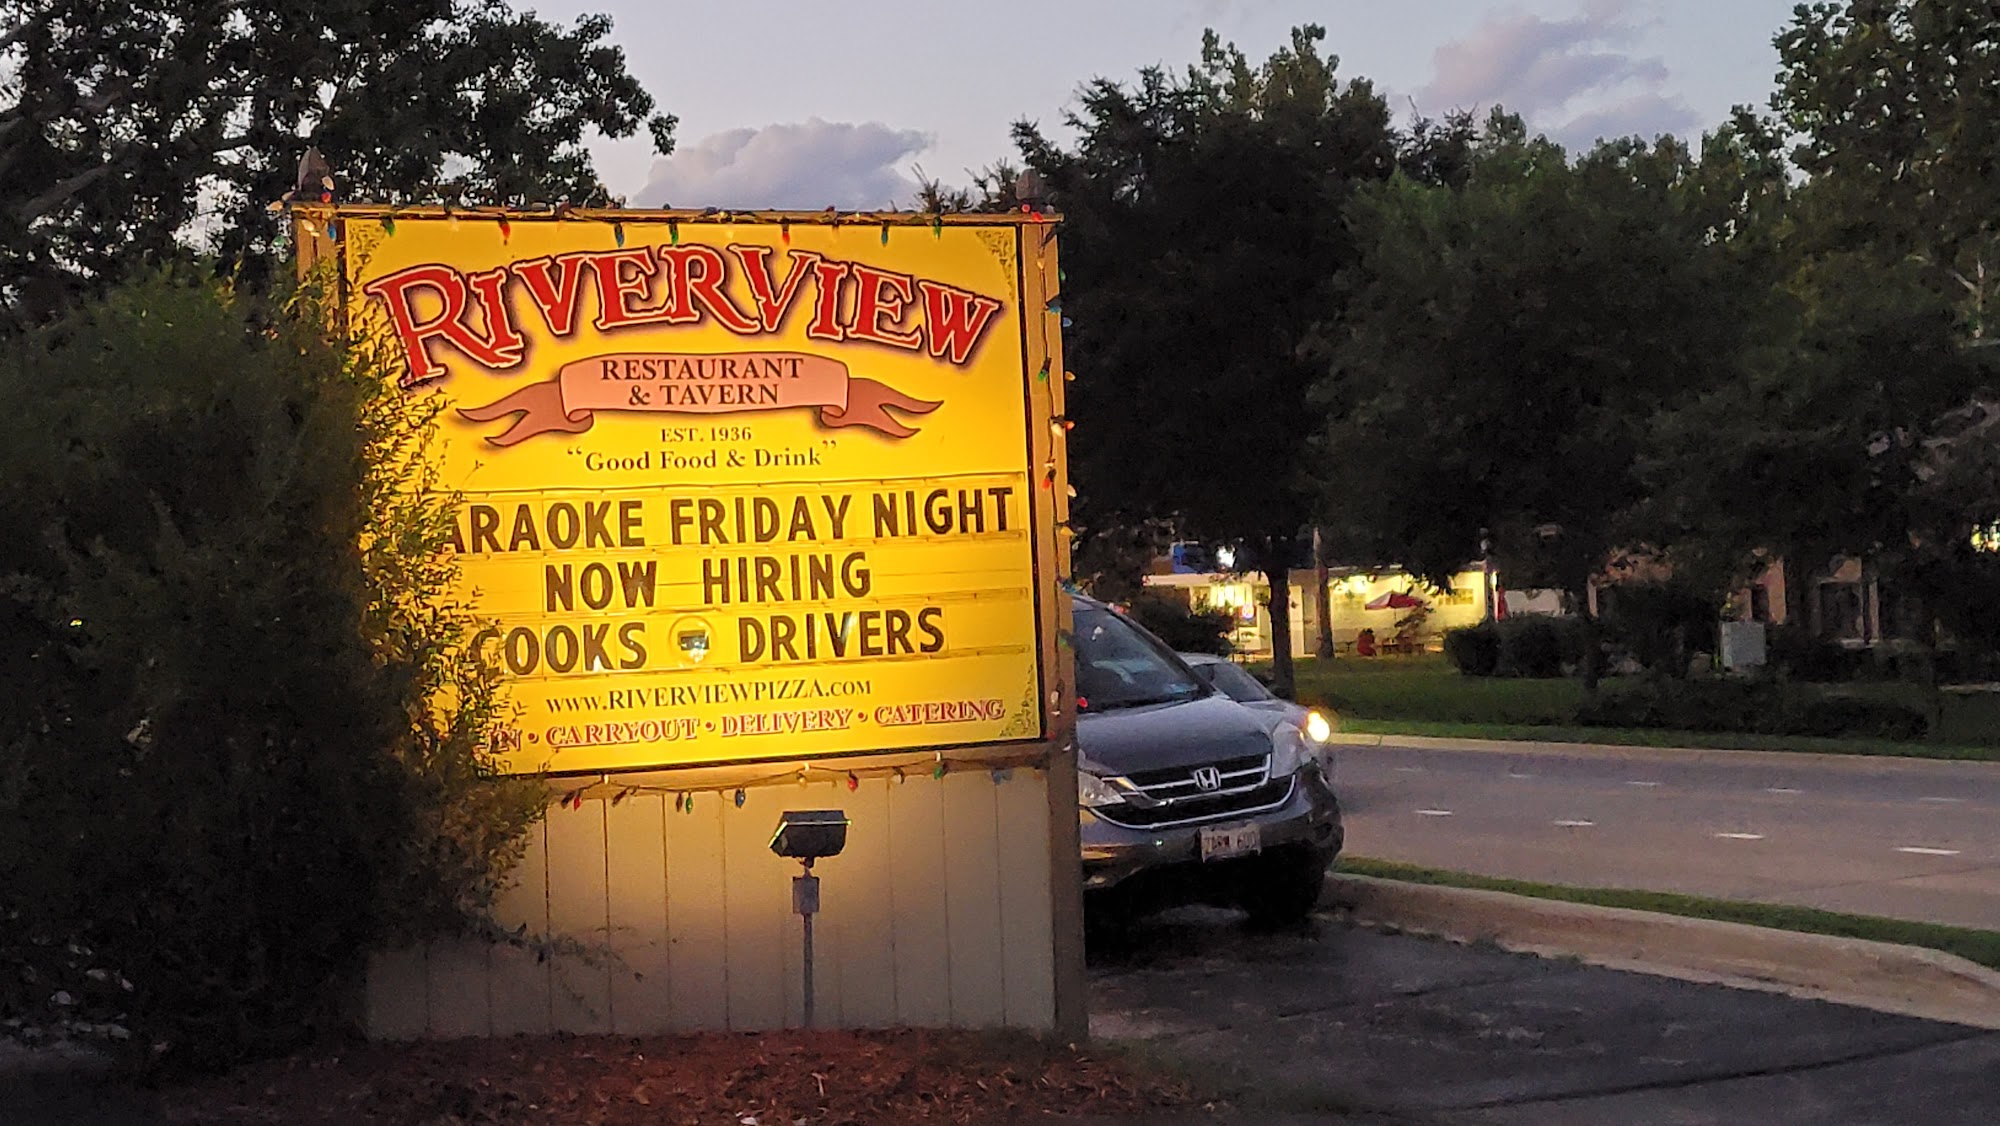 RIVERVIEW
RESTAURANT
& TAVERN
EST. 1936
"Good Food & Drink"
ARAOKE FRIDAY NIGHT
NOW HIRING
COOKS - DRIVERS
WWW.RIVERVIEWPIZZA.COM
IN • CARRYOUT • DELIVERY • CATERING